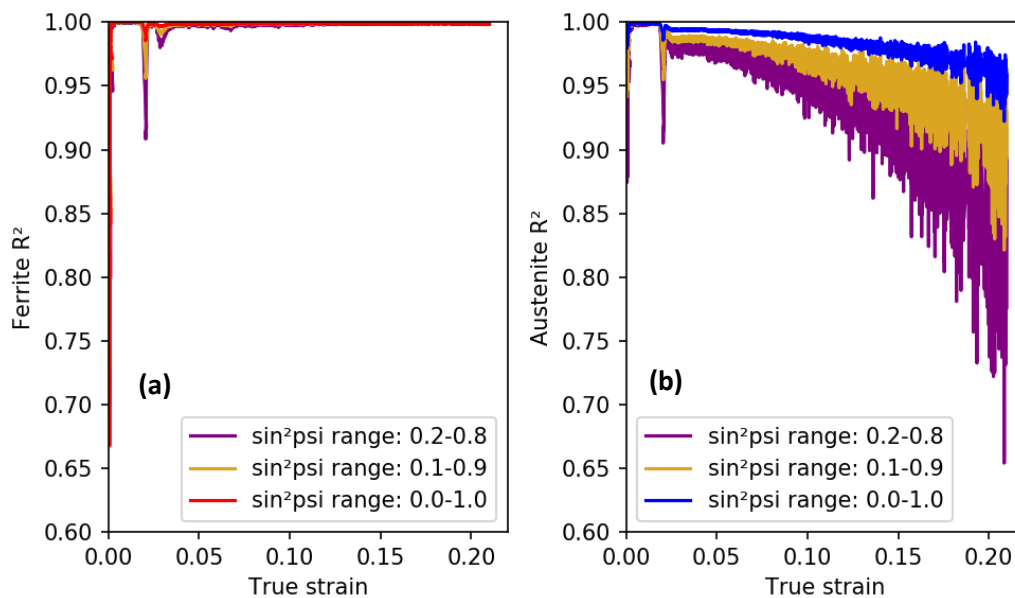 1.00
0.95
0.90
0.85
0.80
0.75
0.70
0.65
0.60
Ferrite R²
(a)
sin²psi range: 0.2-0.8
sin²psi range: 0.1-0.9
sin²psi range: 0.0-1.0
0.00 0.05 0.10 0.15 0.20
True strain
1.00
0.95
0.90
0.85
0.80
0.75
0.70
0.65
0.60
Austenite R²
(b)
sin²psi range: 0.2-0.8
sin²psi range: 0.1-0.9
sin²psi range: 0.0-1.0
0.00 0.05 0.10 0.15 0.20
True strain